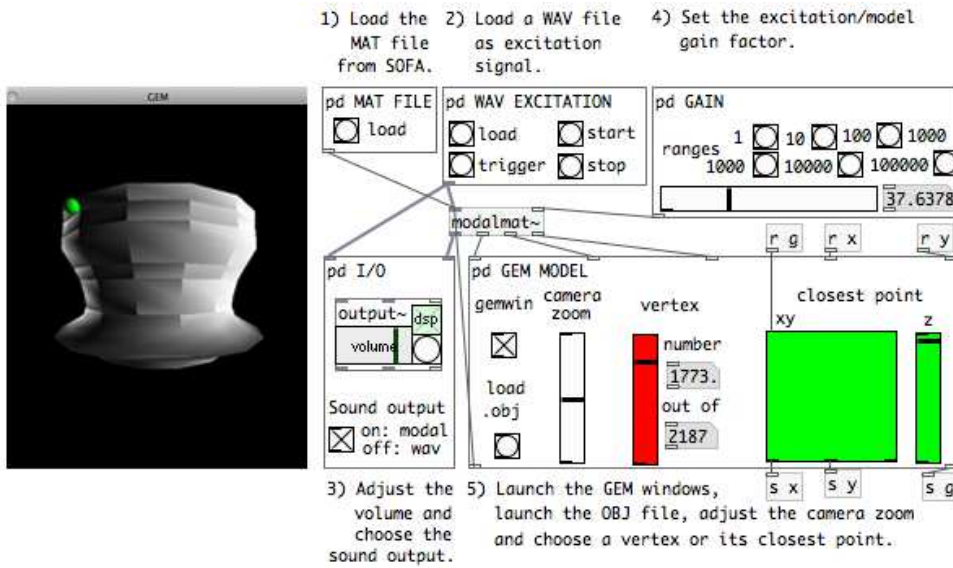 1) Load the
MAT file
from SOFA.
2) Load a WAV file
as excitation
signal.
4) Set the excitation/model
gain factor.
GEM
pd MAT FILE
load
pd WAV EXCITATION
load
start
trigger
stop
pd GAIN
ranges
1
10
100
1000
1000
10000
100000
37.6378
modalmat~
r g
r x
r y
pd I/O
output~
dsp
volume
Sound output
on: modal
off: wav
pd GEM MODEL
gemwin
camera
zoom
vertex
closest point
xy
z
number
1773.
load
.obj
out of
2187
s x
s y
s g
3) Adjust the
volume and
choose the
sound output.
5) Launch the GEM windows,
launch the OBJ file, adjust the camera zoom
and choose a vertex or its closest point.